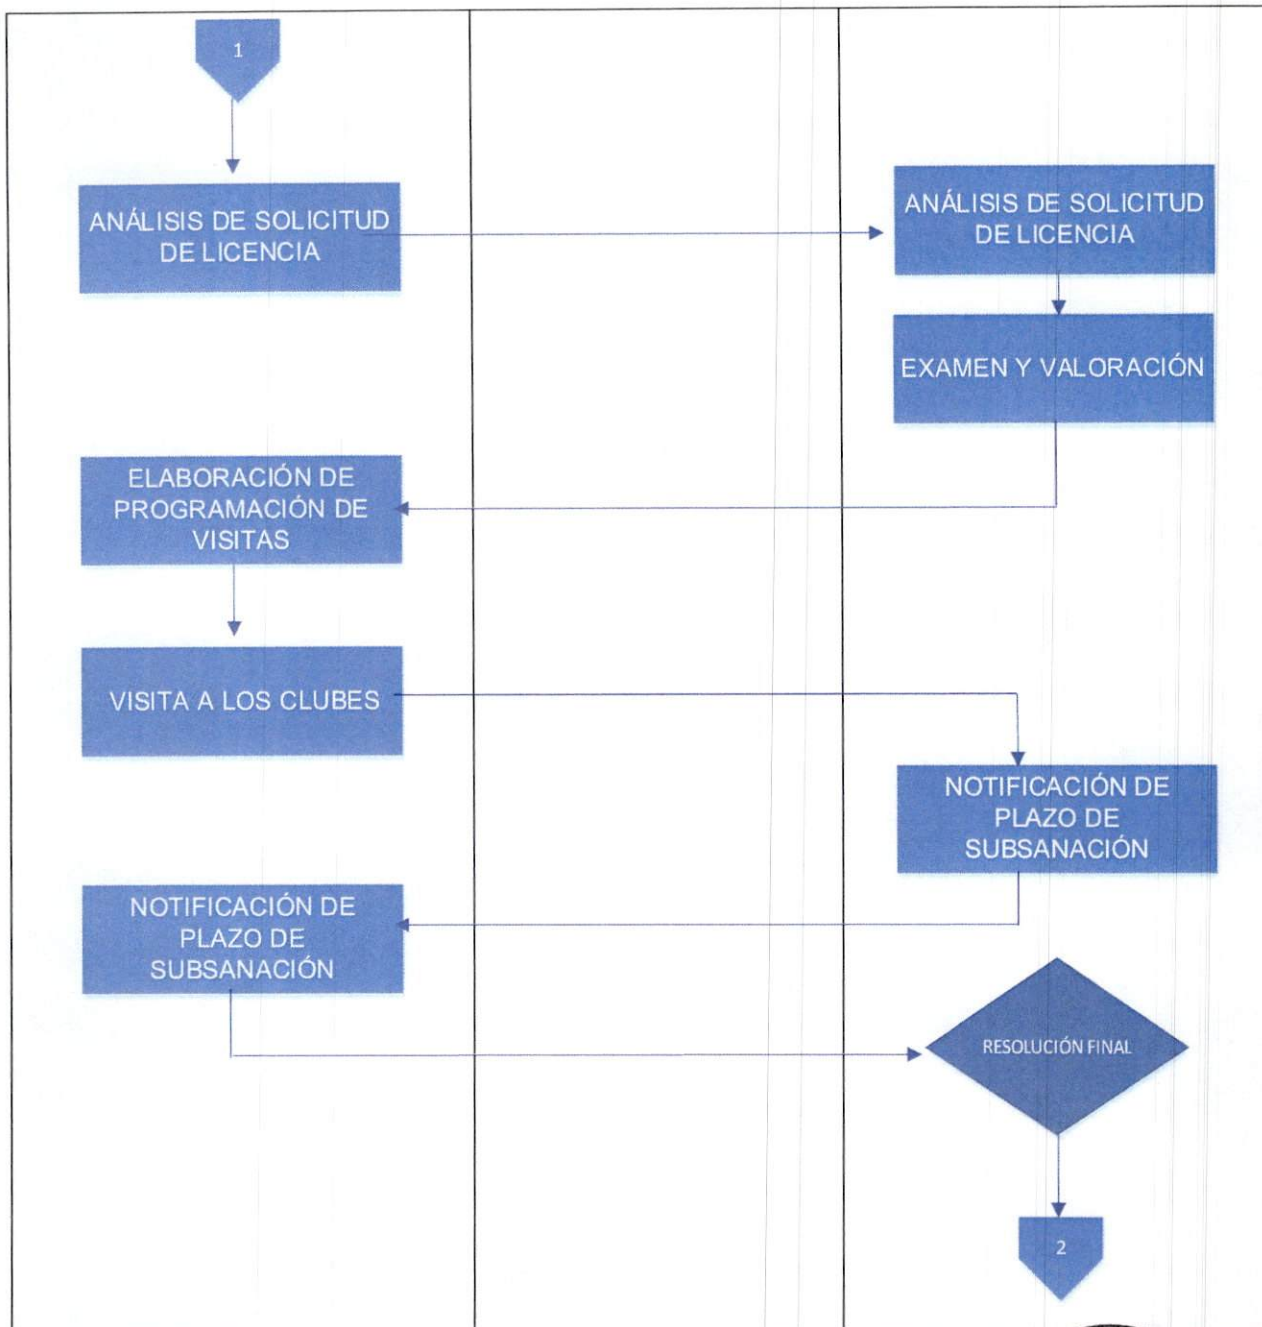 1
ANÁLISIS DE SOLICITUD
DE LICENCIA
ANÁLISIS DE SOLICITUD
DE LICENCIA
EXAMEN Y VALORACIÓN
ELABORACIÓN DE
PROGRAMACIÓN DE
VISITAS
VISITA A LOS CLUBES
NOTIFICACIÓN DE
PLAZO DE
SUBSANACIÓN
NOTIFICACIÓN DE
PLAZO DE
SUBSANACIÓN
RESOLUCIÓN FINAL
2